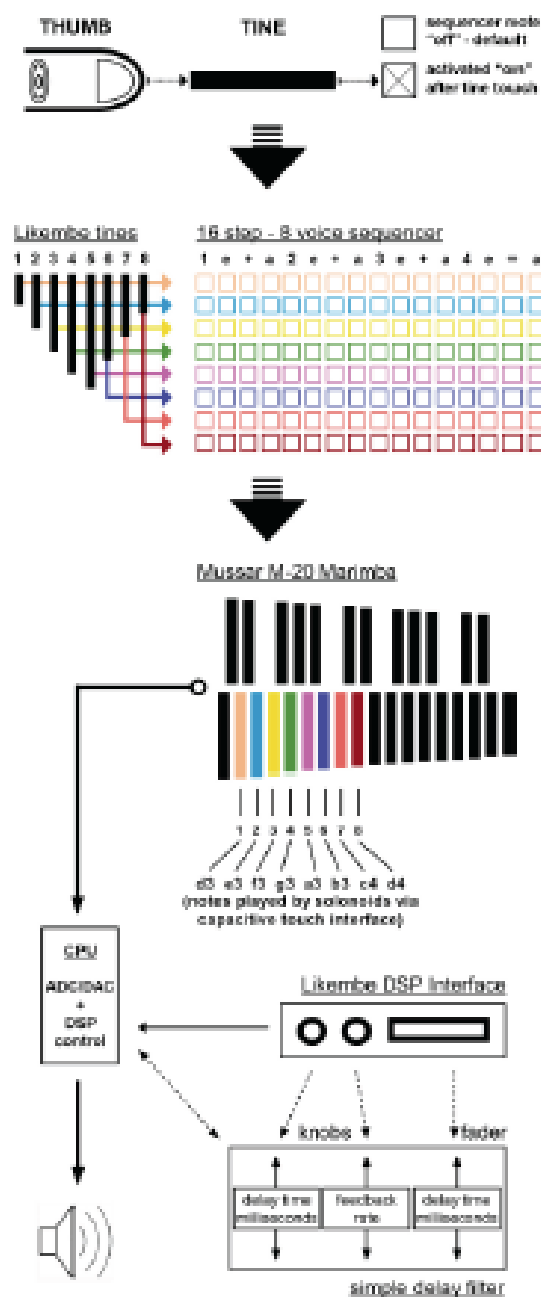 THUMB
TINE
sequencer note
"off" - default
activated "on"
after tine touch
Likembe tines
16 step - 8 voice sequencer
1 2 3 4 5 6 7 8
1 e + a 2 e + a 3 e + a 4 e + a
Musser M-20 Marimba
1 2 3 4 5 6 7 8
d3 e3 f3 g3 a3 b3 c4 d4
(notes played by solonoids via
capacitive touch interface)
CPU
ADC/DAC
+
DSP
control
Likembe DSP Interface
knobs
fader
delay time
milliseconds
feedback
rate
delay time
milliseconds
simple delay filter